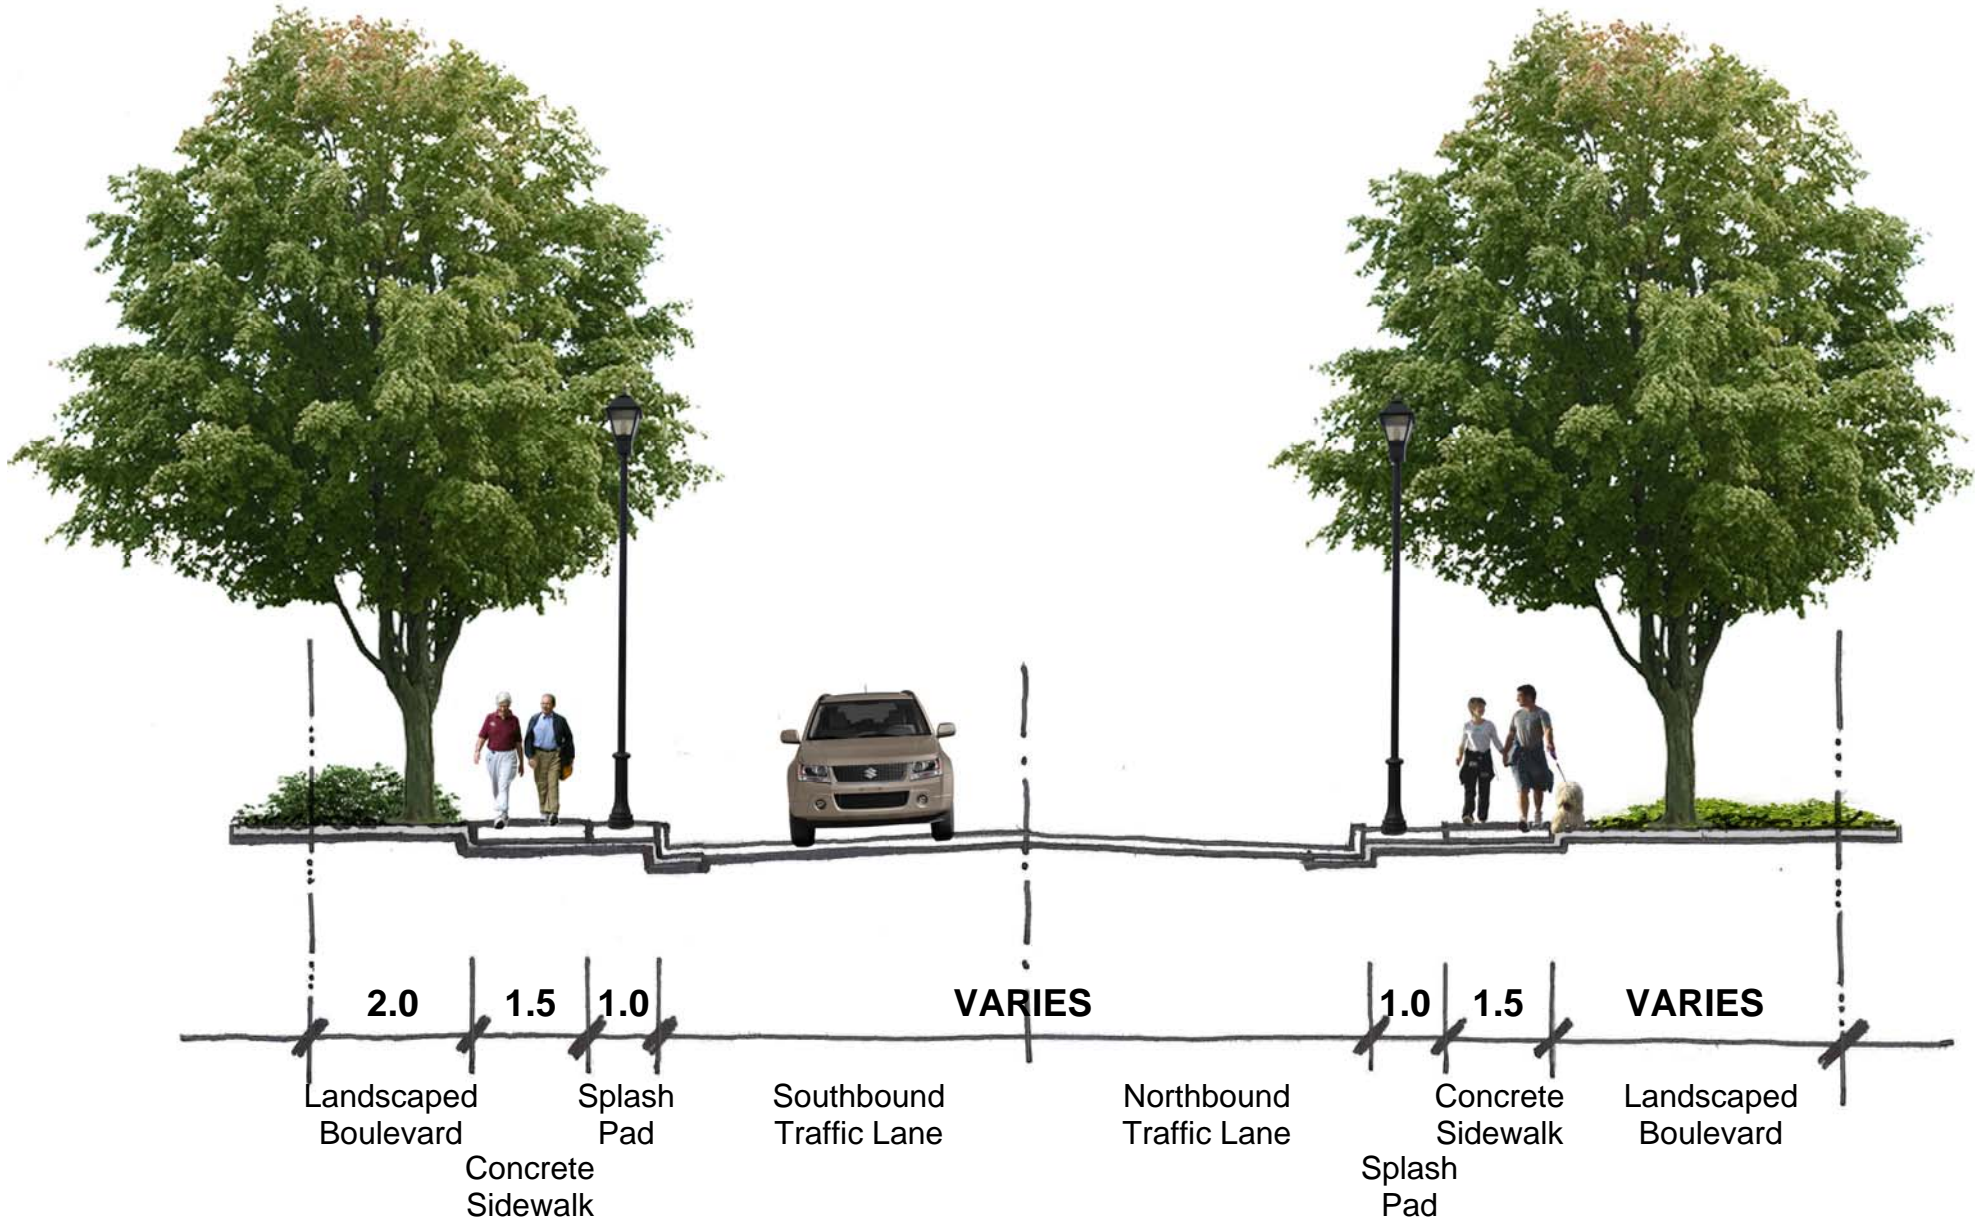 2.0 1.5 1.0 VARIES 1.0 1.5 VARIES
Landscaped
Boulevard
Concrete
Sidewalk
Splash
Pad
Southbound
Traffic Lane
Northbound
Traffic Lane
Splash
Pad
Concrete
Sidewalk
Landscaped
Boulevard